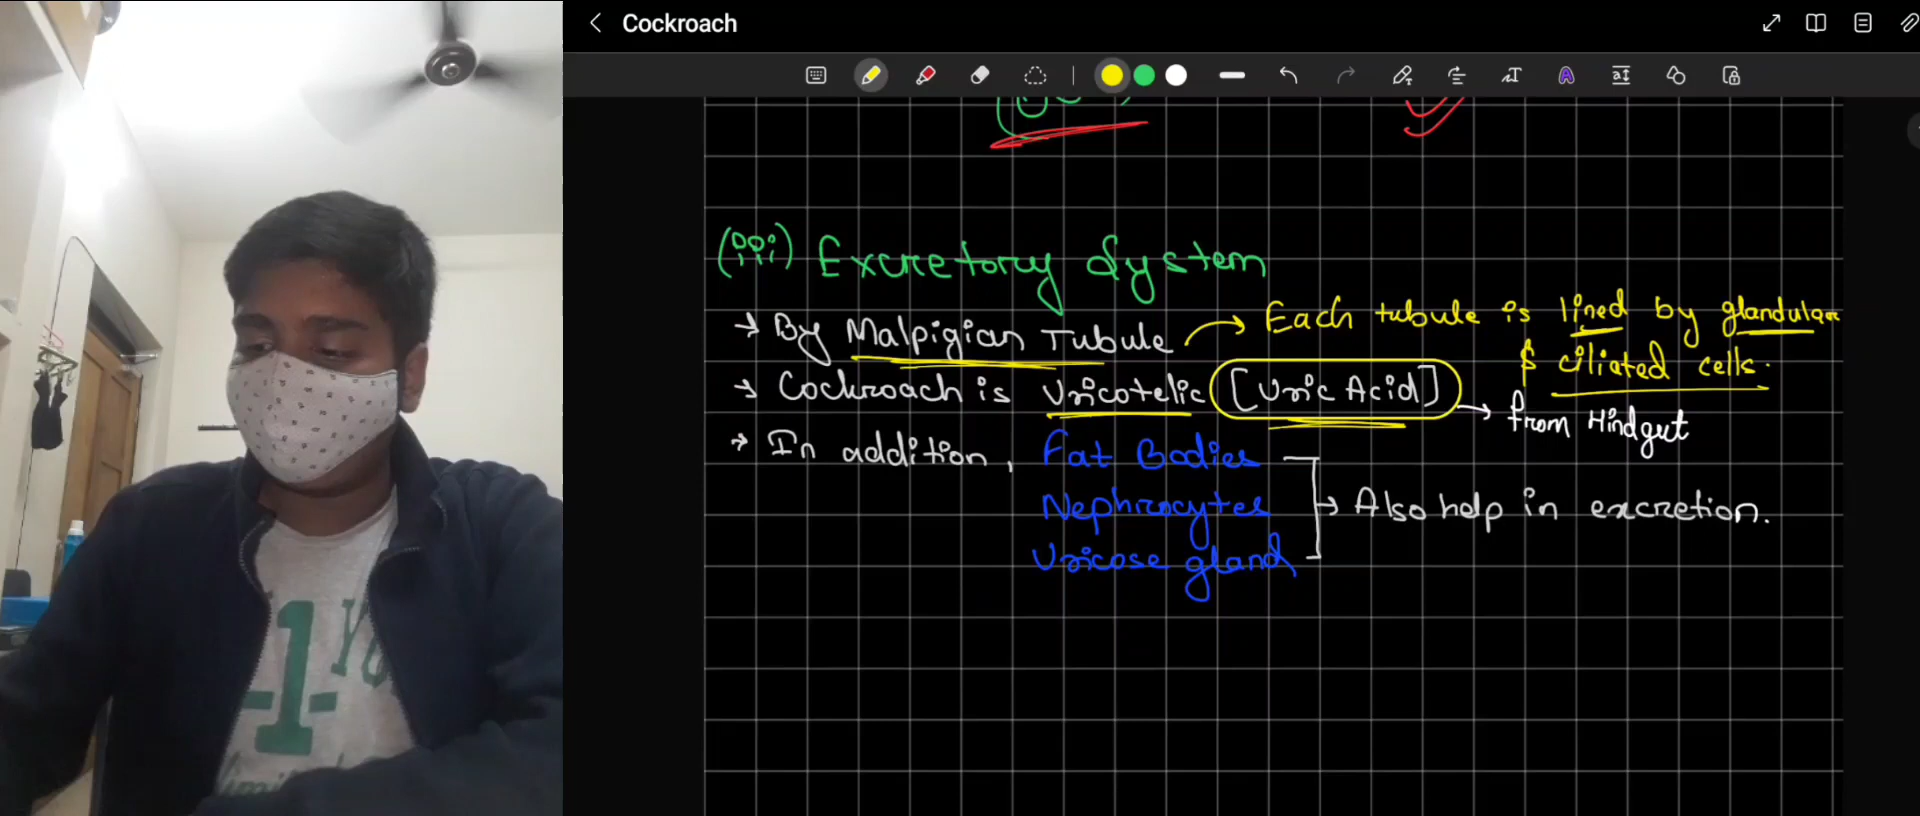 Cockroach
(iii) Excretory System
→ By Malpigian Tubule → Each tubule is lined by glandular
& ciliated cells.
→ Cockroach is Uricotelic [Uric Acid] → from Hindgut
→ In addition, Fat Bodies
Nephrocytes → Also help in excretion.
Uricose gland
1